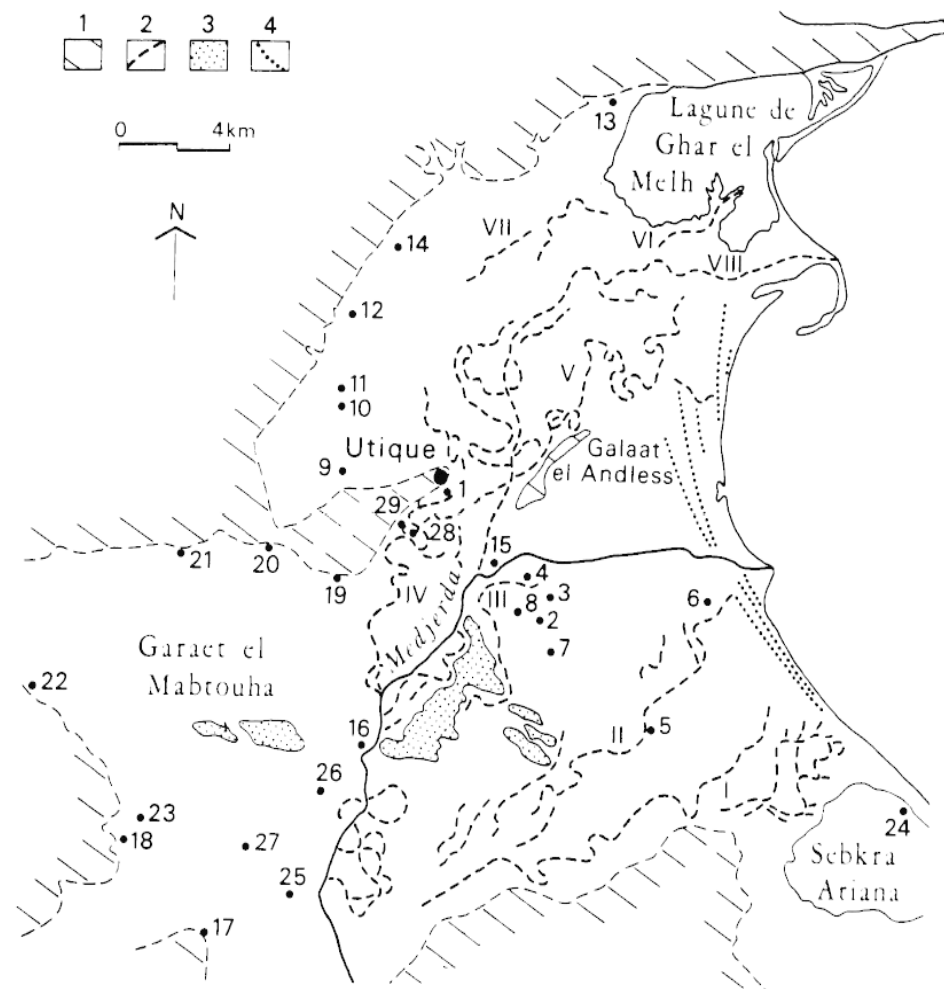 1 2 3 4
0 4km
N
Lagune de
Ghar el
Melh
13
VII
VI
VIII
14
12
V
11
10
Utique
Galaat
el Andless
9
1
29
28
15
21
20
4
19
IV
III
3
8
6
2
Medjerda
7
Garaet el
Mabtouha
22
16
II
5
26
I
23
24
18
27
Sebkra
Ariana
25
17